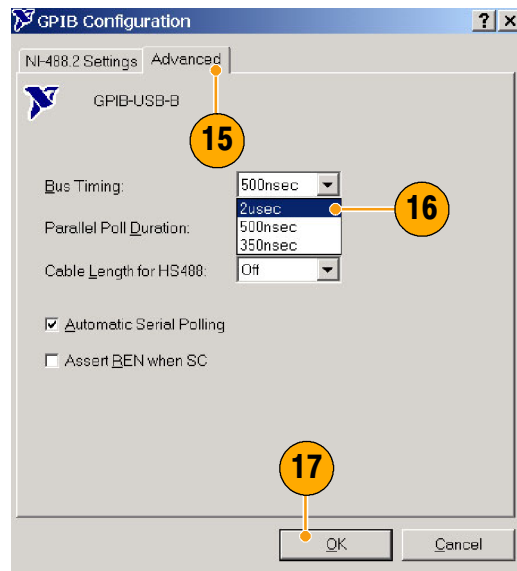 GPIB Configuration ? ×
NI-488.2 Settings Advanced
GPIB-USB-B
15
Bus Timing: 500nsec
2usec
16
Parallel Poll Duration: 500nsec
350nsec
Cable Length for HS488: Off
Automatic Serial Polling
Assert REN when SC
17
OK Cancel